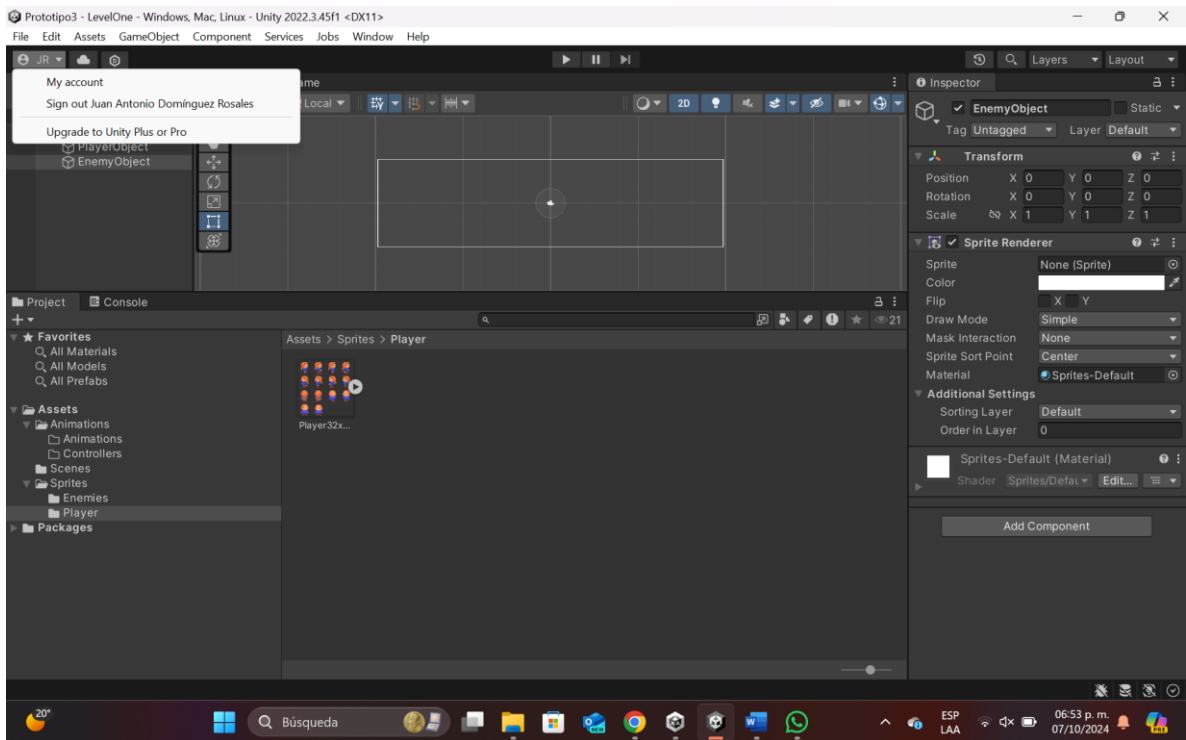 Prototipo3 - LevelOne - Windows, Mac, Linux - Unity 2022.3.45f1 <DX11>
File Edit Assets GameObject Component Services Jobs Window Help
JR
Layers Layout
My account
Sign out Juan Antonio Domínguez Rosales
Upgrade to Unity Plus or Pro
PlayerObject
EnemyObject
ame
Local
2D
Inspector
EnemyObject Static
Tag Untagged Layer Default
Transform
Position X 0 Y 0 Z 0
Rotation X 0 Y 0 Z 0
Scale X 1 Y 1 Z 1
Sprite Renderer
Sprite None (Sprite)
Color
Flip X Y
Draw Mode Simple
Mask Interaction None
Sprite Sort Point Center
Material Sprites-Default
Additional Settings
Sorting Layer Default
Order in Layer 0
Sprites-Default (Material)
Shader Sprites/Defau Edit...
Add Component
Project Console
21
Favorites
All Materials
All Models
All Prefabs
Assets
Animations
Animations
Controllers
Scenes
Sprites
Enemies
Player
Packages
Assets > Sprites > Player
Player32x...
20°
Búsqueda
ESP
LAA
06:53 p. m.
07/10/2024